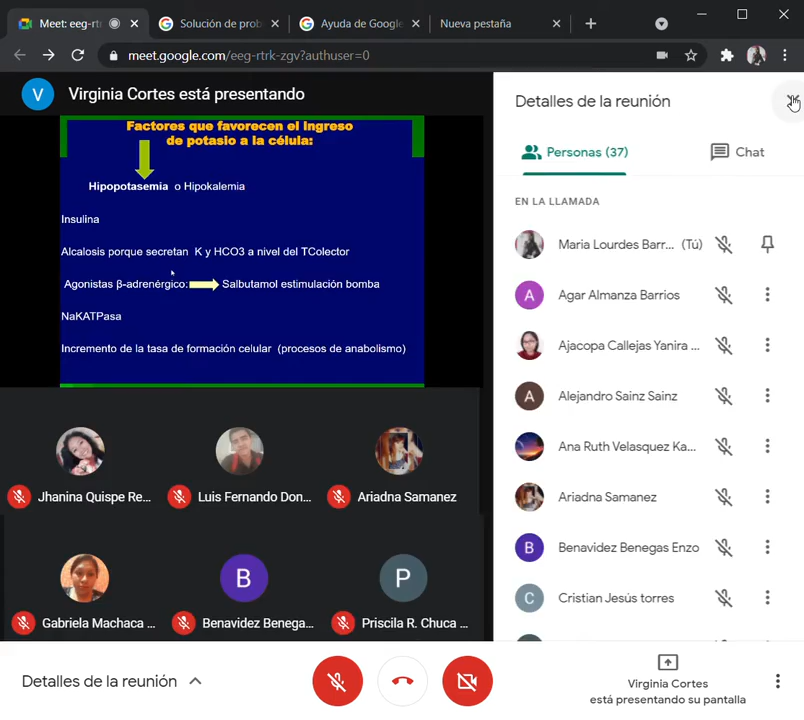 Meet: eeg-rtr
Solución de prob
Ayuda de Google
Nueva pestaña
meet.google.com/eeg-rtrk-zgv?authuser=0
V
Virginia Cortes está presentando
Factores que favorecen el ingreso
de potasio a la célula:
Hipopotasemia o Hipokalemia
Insulina
Alcalosis porque secretan K y HCO3 a nivel del TColector
Agonistas β-adrenérgico: Salbutamol estimulación bomba
NaKATPasa
Incremento de la tasa de formación celular (procesos de anabolismo)
Jhanina Quispe Re...
Luis Fernando Don...
Ariadna Samanez
B
P
Gabriela Machaca ...
Benavidez Benega...
Priscila R. Chuca ...
Detalles de la reunión
Personas (37)
Chat
EN LA LLAMADA
Maria Lourdes Barr... (Tú)
A
Agar Almanza Barrios
Ajacopa Callejas Yanira ...
A
Alejandro Sainz Sainz
Ana Ruth Velasquez Ka...
Ariadna Samanez
B
Benavidez Benegas Enzo
C
Cristian Jesús torres
Detalles de la reunión
Virginia Cortes
está presentando su pantalla